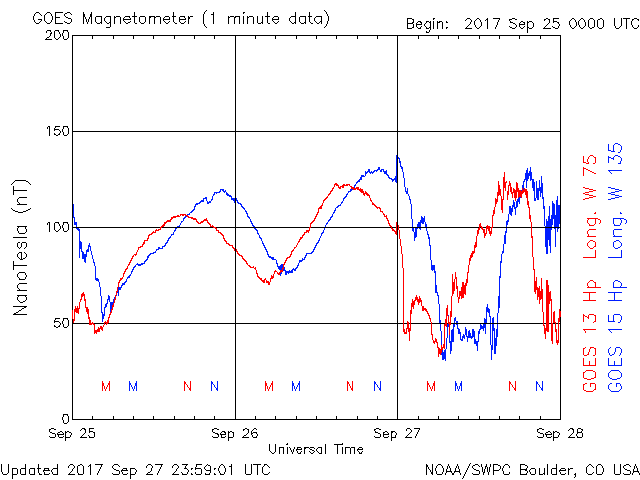 GOES Magnetometer (1 minute data)
Begin: 2017 Sep 25 0000 UTC
200
150
100
50
0
NanoTesla (nT)
M M N N M M N N M M N N
Sep 25 Sep 26 Sep 27 Sep 28
Universal Time
GOES 13 Hp Long. W 75
GOES 15 Hp Long. W 135
Updated 2017 Sep 27 23:59:01 UTC
NOAA/SWPC Boulder, CO USA